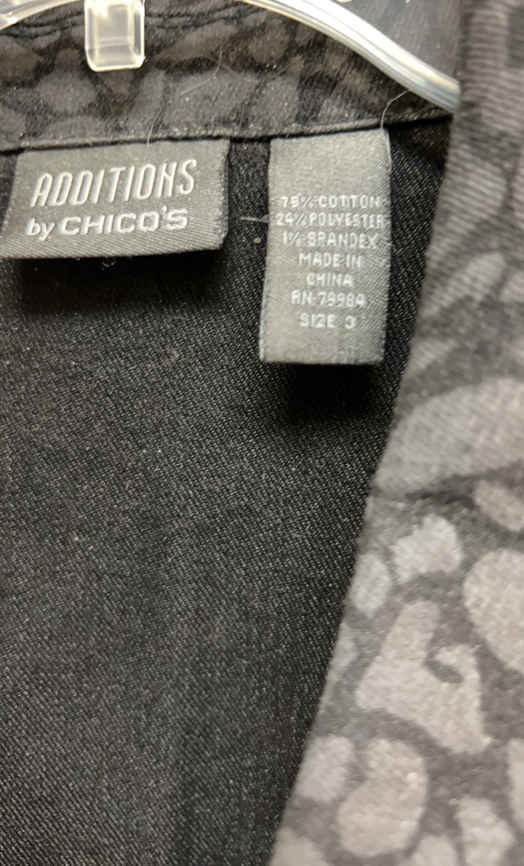 ADDITIONS
by CHICO'S
75% COTTON
24% POLYESTER
1% SPANDEX
MADE IN
CHINA
RN 79984
SIZE 3